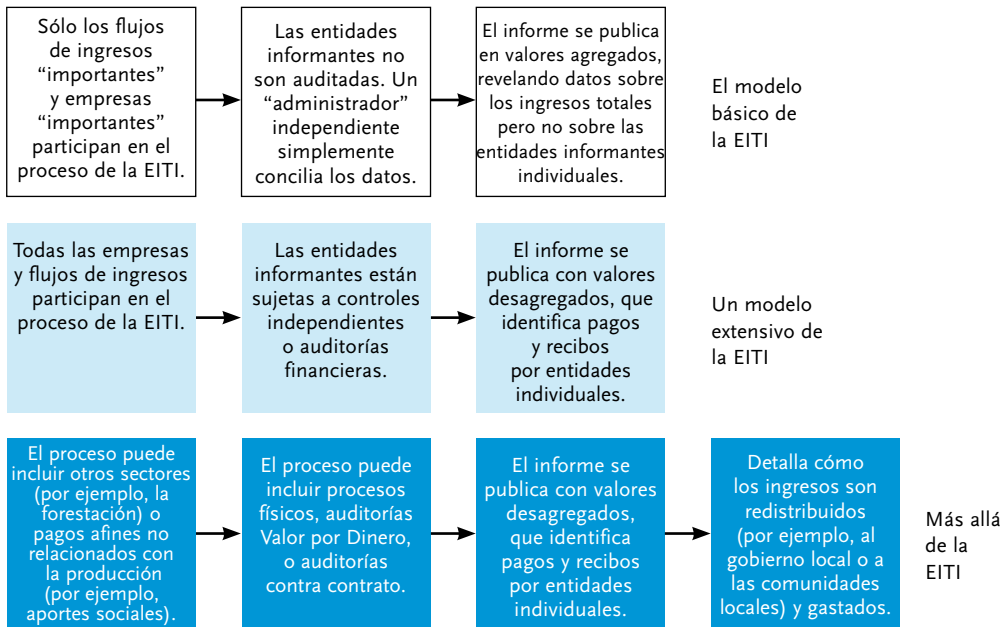 Sólo los flujos
de ingresos
“importantes”
y empresas
“importantes”
participan en el
proceso de la EITI.
Las entidades
informantes no
son auditadas. Un
“administrador”
independiente
simplemente
concilia los datos.
El informe se publica
en valores agregados,
revelando datos sobre
los ingresos totales
pero no sobre las
entidades informantes
individuales.
El modelo
básico de
la EITI
Todas las empresas
y flujos de ingresos
participan en el
proceso de la EITI.
Las entidades
informantes están
sujetas a controles
independientes
o auditorías
financieras.
El informe se
publica con valores
desagregados, que
identifica pagos
y recibos
por entidades
individuales.
Un modelo
extensivo de
la EITI
El proceso puede
incluir otros sectores
(por ejemplo, la
forestación) o
pagos afines no
relacionados con
la producción
(por ejemplo,
aportes sociales).
El proceso puede
incluir procesos
físicos, auditorías
Valor por Dinero,
o auditorías
contra contrato.
El informe se
publica con valores
desagregados,
que identifica
pagos y recibos
por entidades
individuales.
Detalla cómo
los ingresos son
redistribuidos
(por ejemplo, al
gobierno local o a
las comunidades
locales) y gastados.
Más allá
de la
EITI